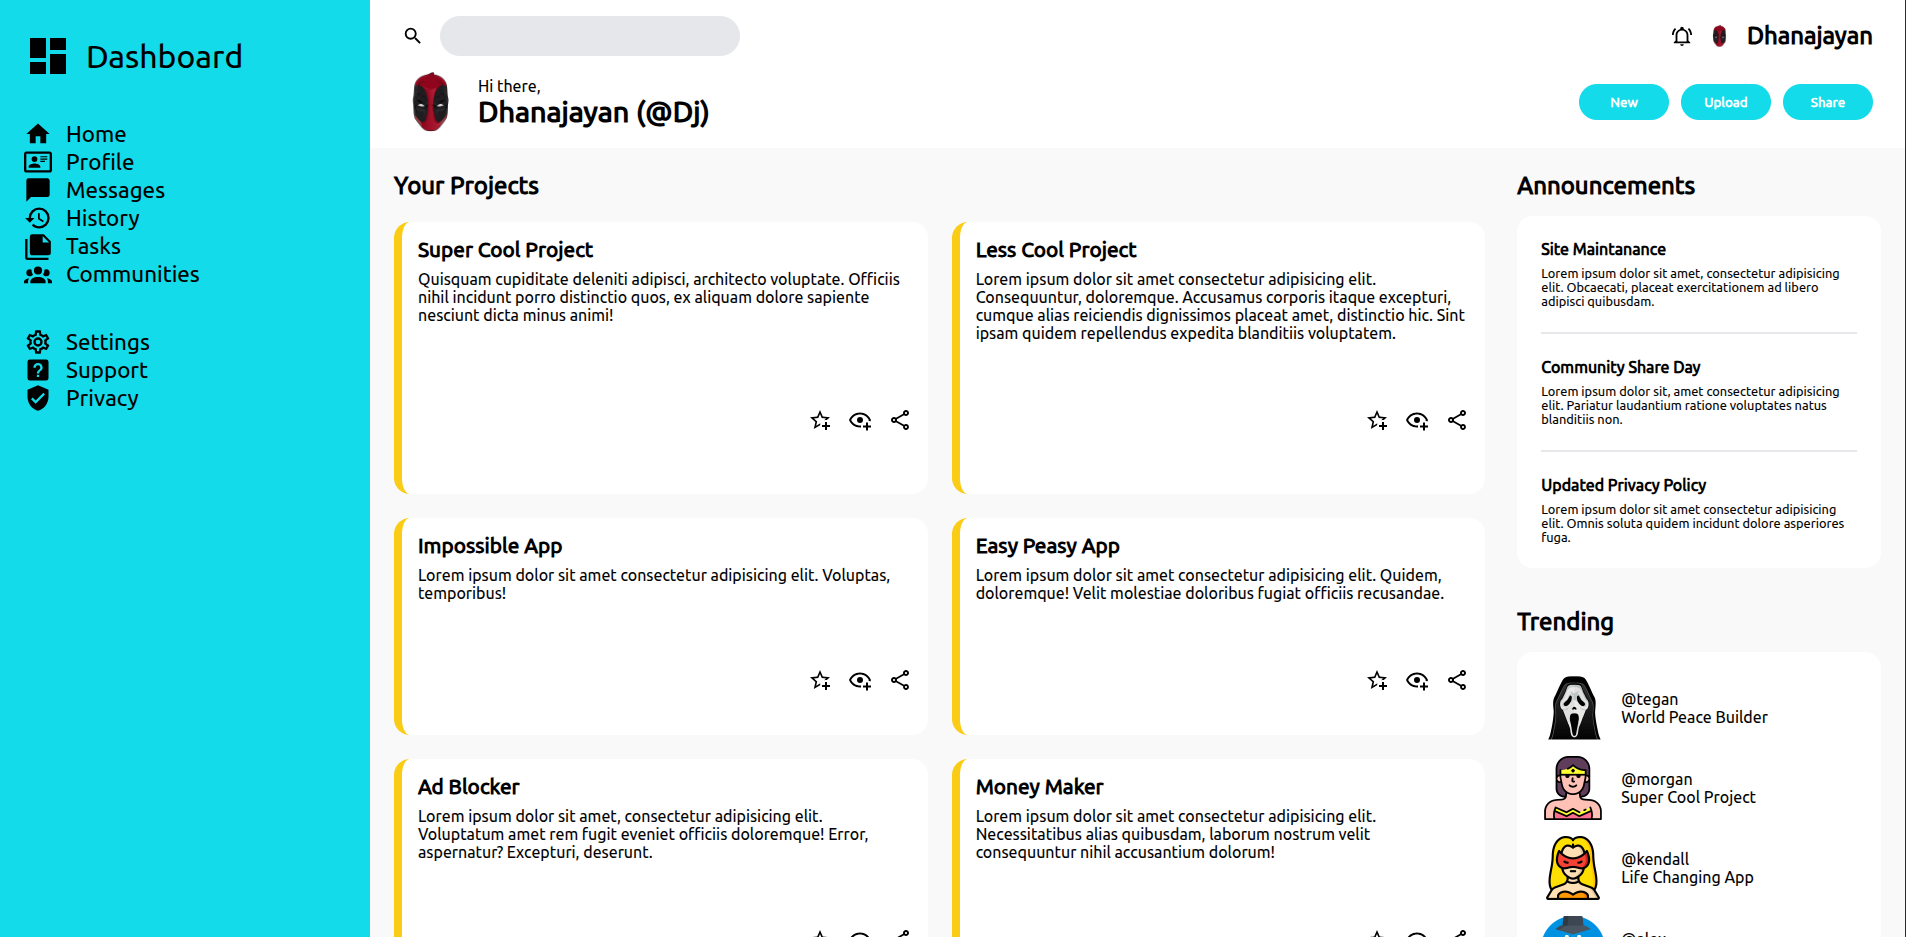 Dashboard
Home
Profile
Messages
History
Tasks
Communities
Settings
Support
Privacy
Dhanajayan
Hi there,
Dhanajayan (@Dj)
New
Upload
Share
Your Projects
Super Cool Project
Quisquam cupiditate deleniti adipisci, architecto voluptate. Officiis
nihil incidunt porro distinctio quos, ex aliquam dolore sapiente
nesciunt dicta minus animi!
Less Cool Project
Lorem ipsum dolor sit amet consectetur adipisicing elit.
Consequuntur, doloremque. Accusamus corporis itaque excepturi,
cumque alias reiciendis dignissimos placeat amet, distinctio hic. Sint
ipsam quidem repellendus expedita blanditiis voluptatem.
Impossible App
Lorem ipsum dolor sit amet consectetur adipisicing elit. Voluptas,
temporibus!
Easy Peasy App
Lorem ipsum dolor sit amet consectetur adipisicing elit. Quidem,
doloremque! Velit molestiae doloribus fugiat officiis recusandae.
Ad Blocker
Lorem ipsum dolor sit amet, consectetur adipisicing elit.
Voluptatum amet rem fugit eveniet officiis doloremque! Error,
aspernatur? Excepturi, deserunt.
Money Maker
Lorem ipsum dolor sit amet consectetur adipisicing elit.
Necessitatibus alias quibusdam, laborum nostrum velit
consequuntur nihil accusantium dolorum!
Announcements
Site Maintanance
Lorem ipsum dolor sit amet, consectetur adipisicing
elit. Obcaecati, placeat exercitationem ad libero
adipisci quibusdam.
Community Share Day
Lorem ipsum dolor sit, amet consectetur adipisicing
elit. Pariatur laudantium ratione voluptates natus
blanditiis non.
Updated Privacy Policy
Lorem ipsum dolor sit amet consectetur adipisicing
elit. Omnis soluta quidem incidunt dolore asperiores
fuga.
Trending
@tegan
World Peace Builder
@morgan
Super Cool Project
@kendall
Life Changing App